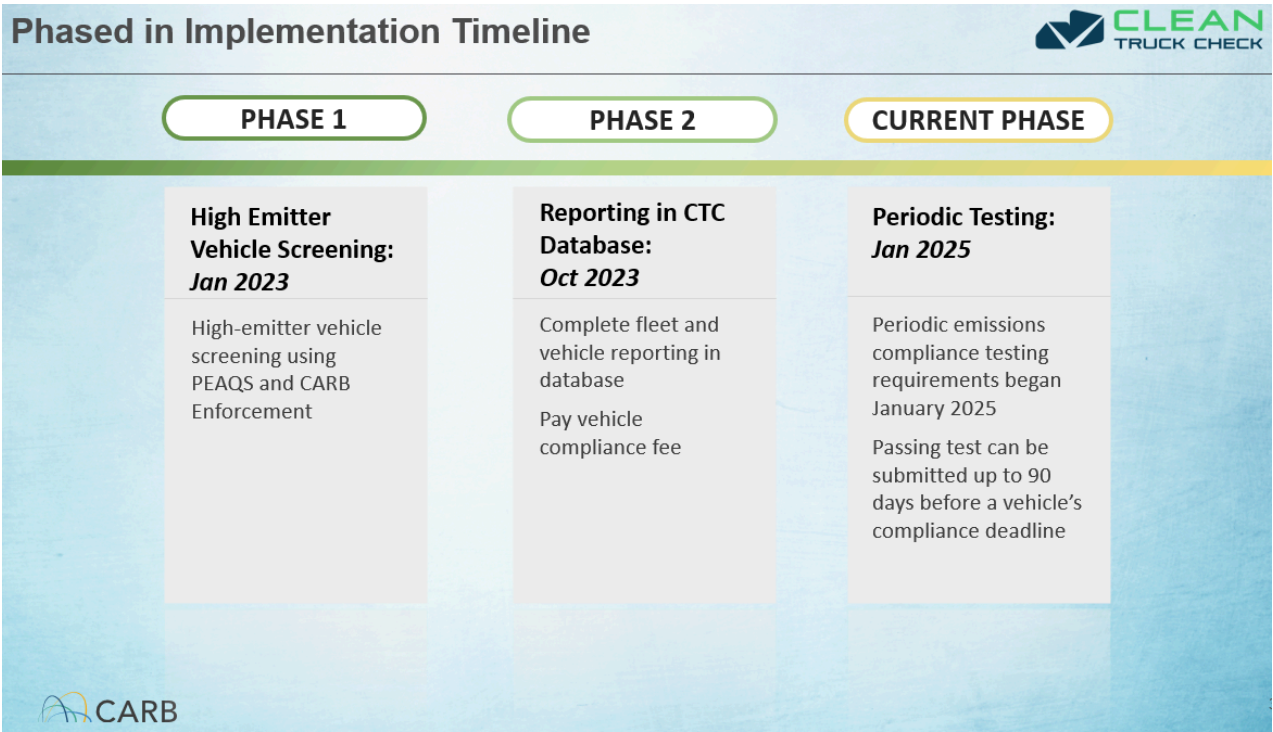 Phased in Implementation Timeline
CLEAN
TRUCK CHECK
PHASE 1
PHASE 2
CURRENT PHASE
High Emitter
Vehicle Screening:
Jan 2023
High-emitter vehicle
screening using
PEAQS and CARB
Enforcement
Reporting in CTC
Database:
Oct 2023
Complete fleet and
vehicle reporting in
database
Pay vehicle
compliance fee
Periodic Testing:
Jan 2025
Periodic emissions
compliance testing
requirements began
January 2025
Passing test can be
submitted up to 90
days before a vehicle's
compliance deadline
CARB